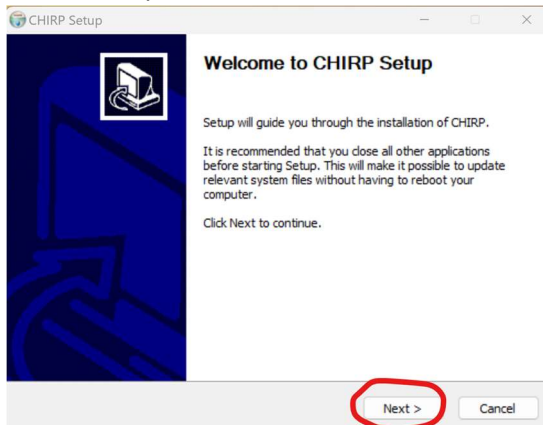 CHIRP Setup
Welcome to CHIRP Setup
Setup will guide you through the installation of CHIRP.
It is recommended that you close all other applications
before starting Setup. This will make it possible to update
relevant system files without having to reboot your
computer.
Click Next to continue.
Next >
Cancel